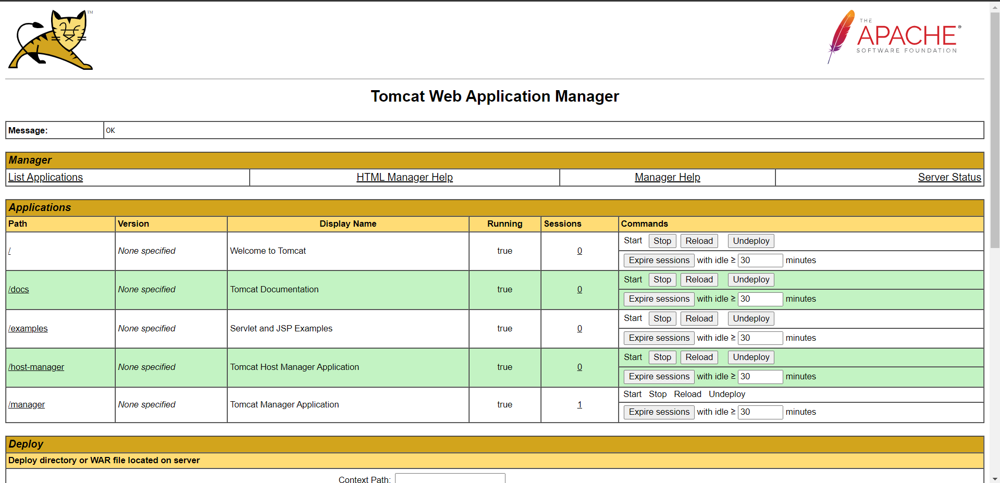 TM
THE
APACHE®
SOFTWARE FOUNDATION
Tomcat Web Application Manager
Message: OK
Manager
List Applications HTML Manager Help Manager Help Server Status
Applications
Path Version Display Name Running Sessions Commands
/ None specified Welcome to Tomcat true 0 Start Stop Reload Undeploy
Expire sessions with idle ≥ 30 minutes
/docs None specified Tomcat Documentation true 0 Start Stop Reload Undeploy
Expire sessions with idle ≥ 30 minutes
/examples None specified Servlet and JSP Examples true 0 Start Stop Reload Undeploy
Expire sessions with idle ≥ 30 minutes
/host-manager None specified Tomcat Host Manager Application true 0 Start Stop Reload Undeploy
Expire sessions with idle ≥ 30 minutes
/manager None specified Tomcat Manager Application true 1 Start Stop Reload Undeploy
Expire sessions with idle ≥ 30 minutes
Deploy
Deploy directory or WAR file located on server
Context Path: